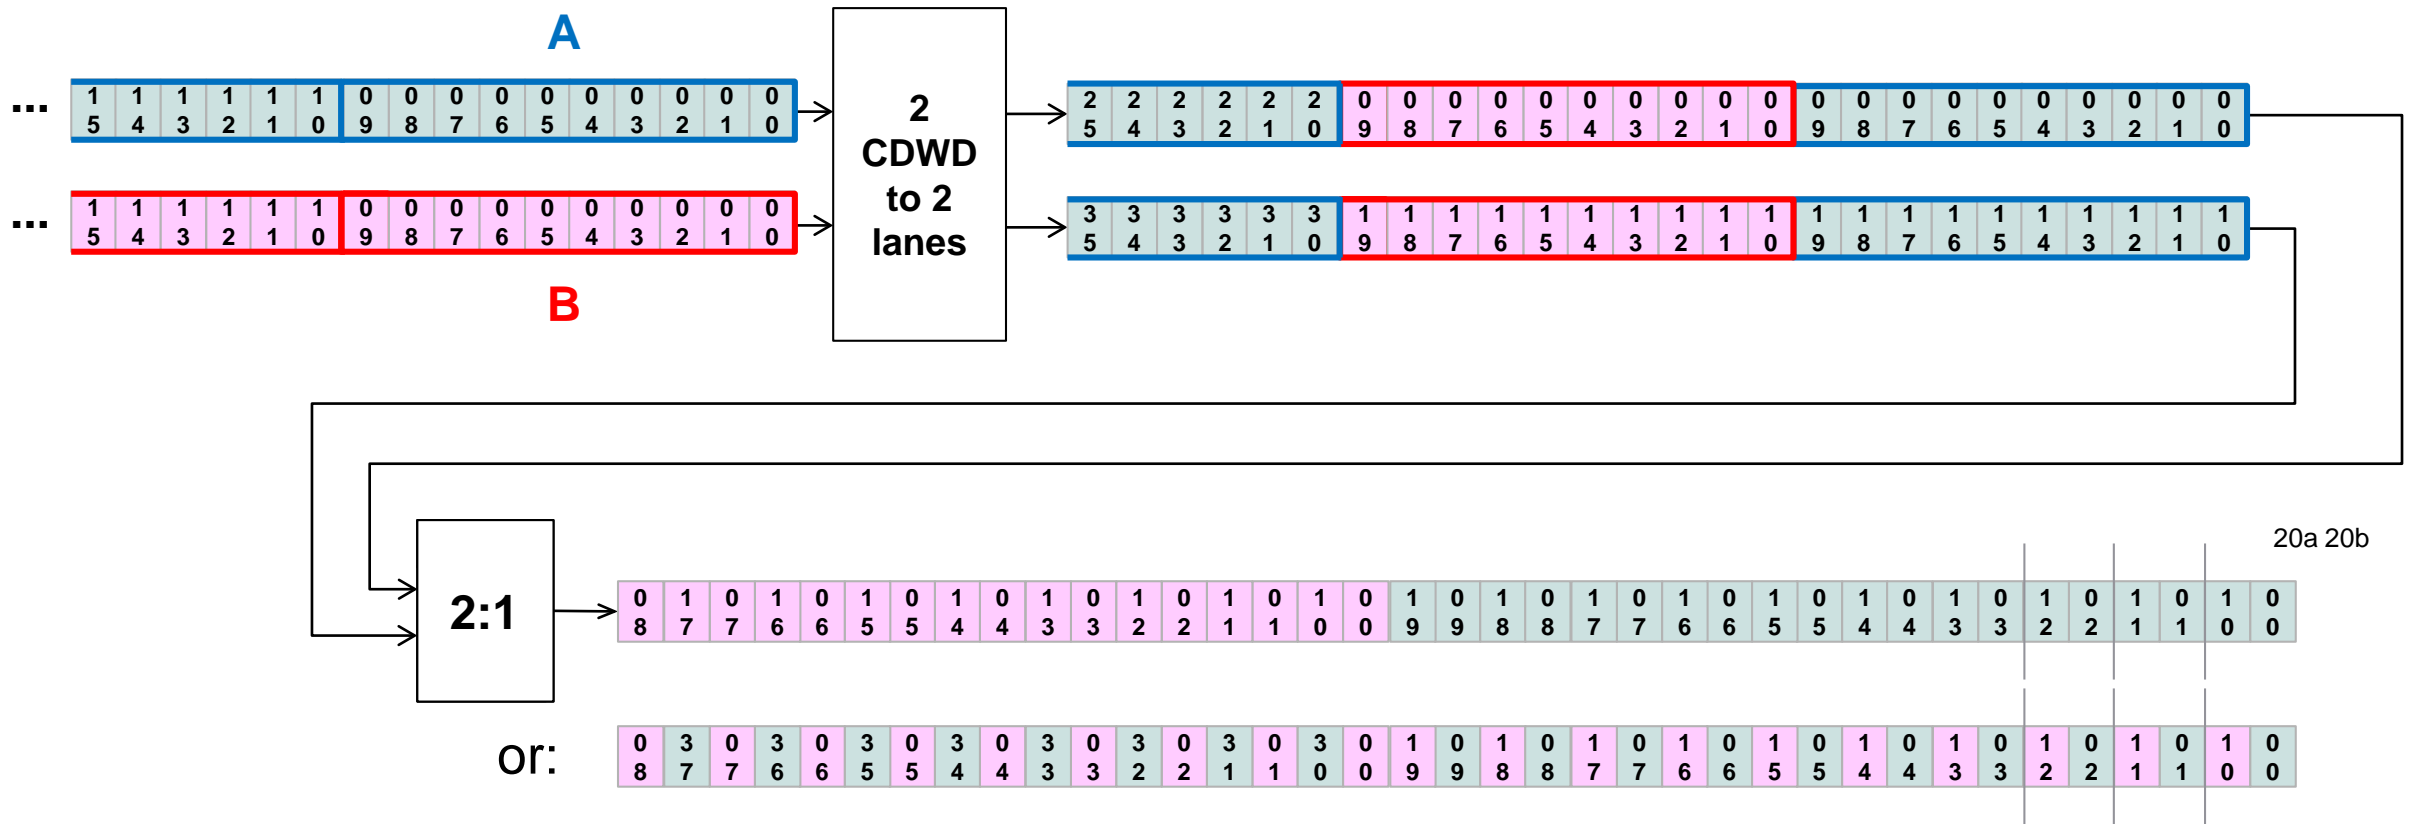 A
... 1 1 1 1 1 1 0 0 0 0 0 0 0 0 0 0
5 4 3 2 1 0 9 8 7 6 5 4 3 2 1 0
... 1 1 1 1 1 1 0 0 0 0 0 0 0 0 0 0
5 4 3 2 1 0 9 8 7 6 5 4 3 2 1 0
B
2
CDWD
to 2
lanes
2 2 2 2 2 2 0 0 0 0 0 0 0 0 0 0 0 0 0 0 0 0 0 0 0 0
5 4 3 2 1 0 9 8 7 6 5 4 3 2 1 0 9 8 7 6 5 4 3 2 1 0
3 3 3 3 3 3 1 1 1 1 1 1 1 1 1 1 1 1 1 1 1 1 1 1 1 1
5 4 3 2 1 0 9 8 7 6 5 4 3 2 1 0 9 8 7 6 5 4 3 2 1 0
20a 20b
2:1
0 1 0 1 0 1 0 1 0 1 0 1 0 1 0 1 0 1 0 1 0 1 0 1 0 1 0 1 0 1 0 1 0 1 0 1 0
8 7 7 6 6 5 5 4 4 3 3 2 2 1 1 0 0 9 9 8 8 7 7 6 6 5 5 4 4 3 3 2 2 1 1 0 0
or:
0 3 0 3 0 3 0 3 0 3 0 3 0 3 0 3 0 1 0 1 0 1 0 1 0 1 0 1 0 1 0 1 0 1 0 1 0
8 7 7 6 6 5 5 4 4 3 3 2 2 1 1 0 0 9 9 8 8 7 7 6 6 5 5 4 4 3 3 2 2 1 1 0 0